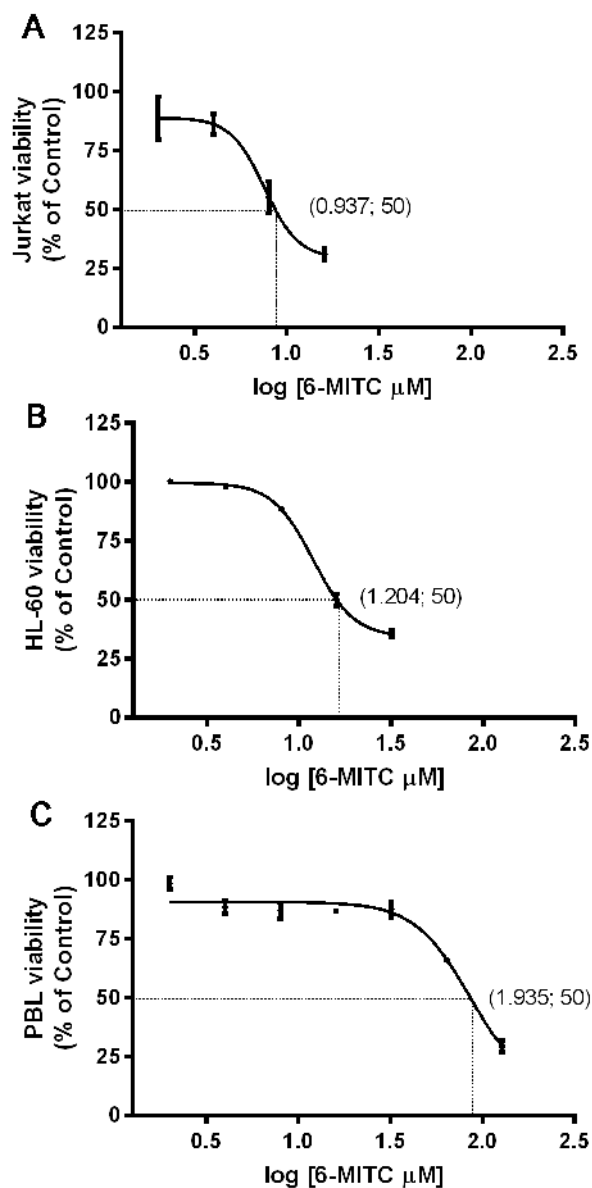 A
Jurkat viability
(% of Control)
125
100
75
50
25
0
(0.937; 50)
0.5 1.0 1.5 2.0 2.5
log [6-MITC µM]
B
HL-60 viability
(% of Control)
125
100
75
50
25
0
(1.204; 50)
0.5 1.0 1.5 2.0 2.5
log [6-MITC µM]
C
PBL viability
(% of Control)
125
100
75
50
25
0
(1.935; 50)
0.5 1.0 1.5 2.0 2.5
log [6-MITC µM]